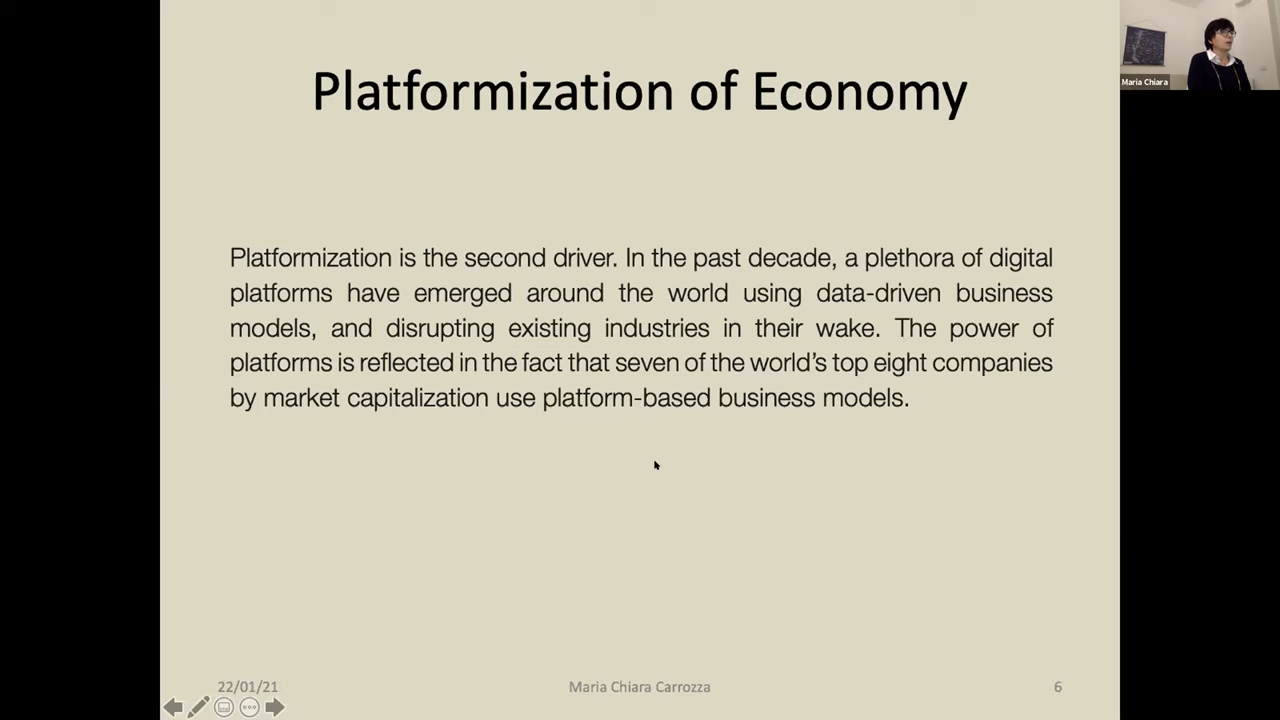 Platformization of Economy
Maria Chiara
Platformization is the second driver. In the past decade, a plethora of digital
platforms have emerged around the world using data-driven business
models, and disrupting existing industries in their wake. The power of
platforms is reflected in the fact that seven of the world’s top eight companies
by market capitalization use platform-based business models.
22/01/21
Maria Chiara Carrozza
6